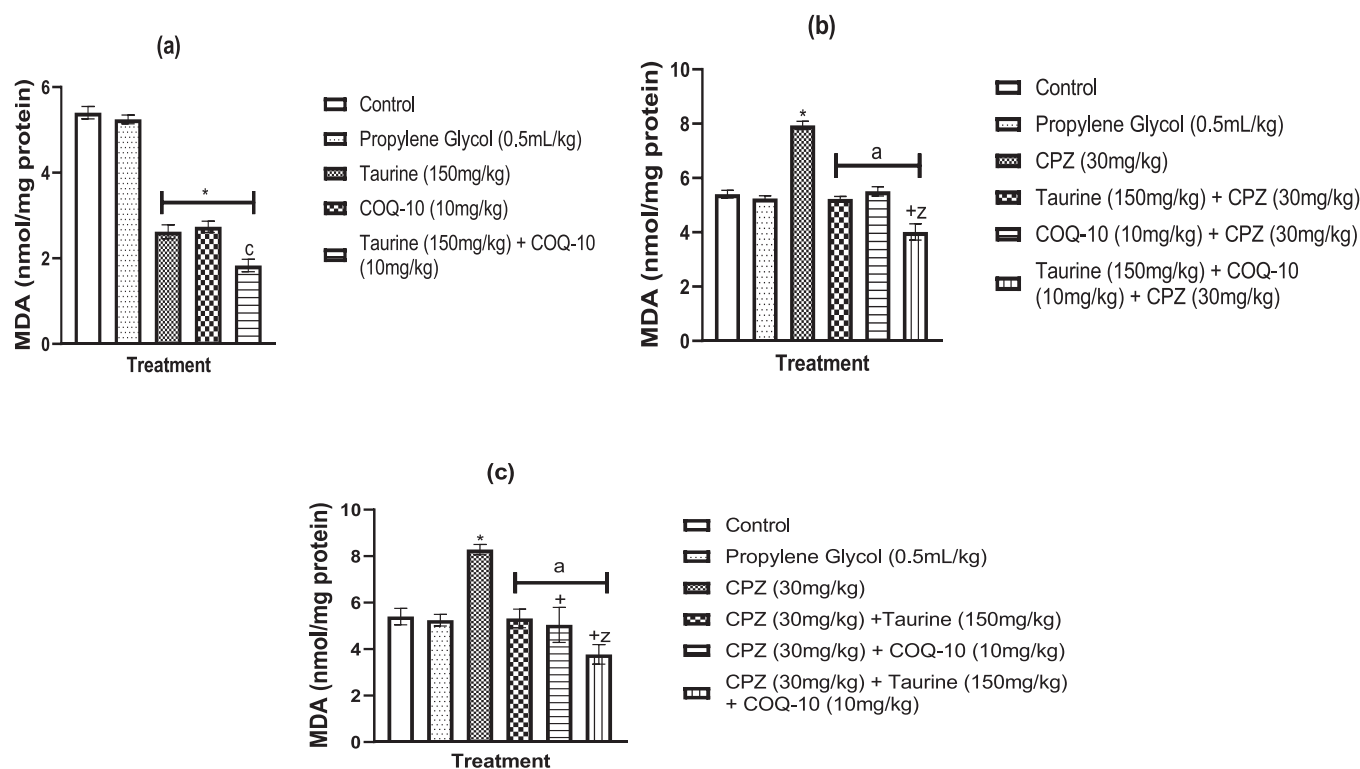 (a)
MDA (nmol/mg protein)
6
4
2
0
*
c
Treatment
Control
Propylene Glycol (0.5mL/kg)
Taurine (150mg/kg)
COQ-10 (10mg/kg)
Taurine (150mg/kg) + COQ-10
(10mg/kg)
(b)
MDA (nmol/mg protein)
10
8
6
4
2
0
*
a
+z
Treatment
Control
Propylene Glycol (0.5mL/kg)
CPZ (30mg/kg)
Taurine (150mg/kg) + CPZ (30mg/kg)
COQ-10 (10mg/kg) + CPZ (30mg/kg)
Taurine (150mg/kg) + COQ-10
(10mg/kg) + CPZ (30mg/kg)
(c)
MDA (nmol/mg protein)
10
8
6
4
2
0
*
a
+
+z
Treatment
Control
Propylene Glycol (0.5mL/kg)
CPZ (30mg/kg)
CPZ (30mg/kg) +Taurine (150mg/kg)
CPZ (30mg/kg) + COQ-10 (10mg/kg)
CPZ (30mg/kg) + Taurine (150mg/kg)
+ COQ-10 (10mg/kg)